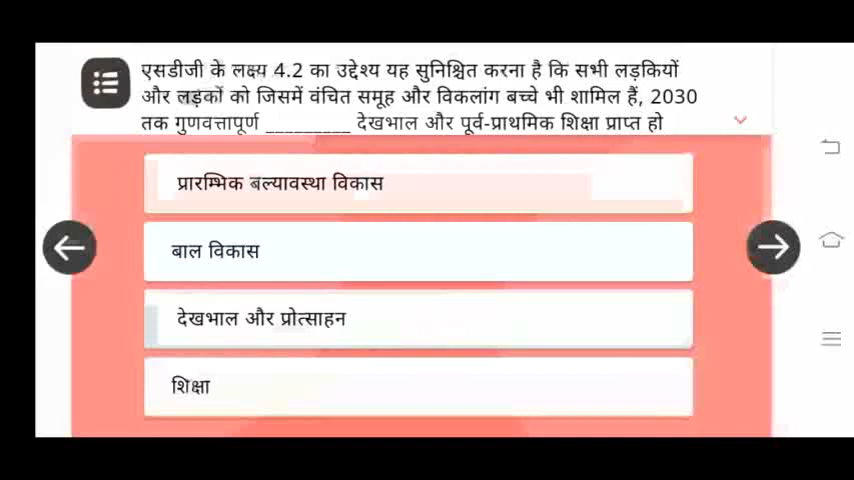 एसडीजी के लक्ष्य 4.2 का उद्देश्य यह सुनिश्चित करना है कि सभी लड़कियों
और लड़कों को जिसमें वंचित समूह और विकलांग बच्चे भी शामिल हैं, 2030
तक गुणवत्तापूर्ण _________ देखभाल और पूर्व-प्राथमिक शिक्षा प्राप्त हो
प्रारम्भिक बल्यावस्था विकास
बाल विकास
देखभाल और प्रोत्साहन
शिक्षा